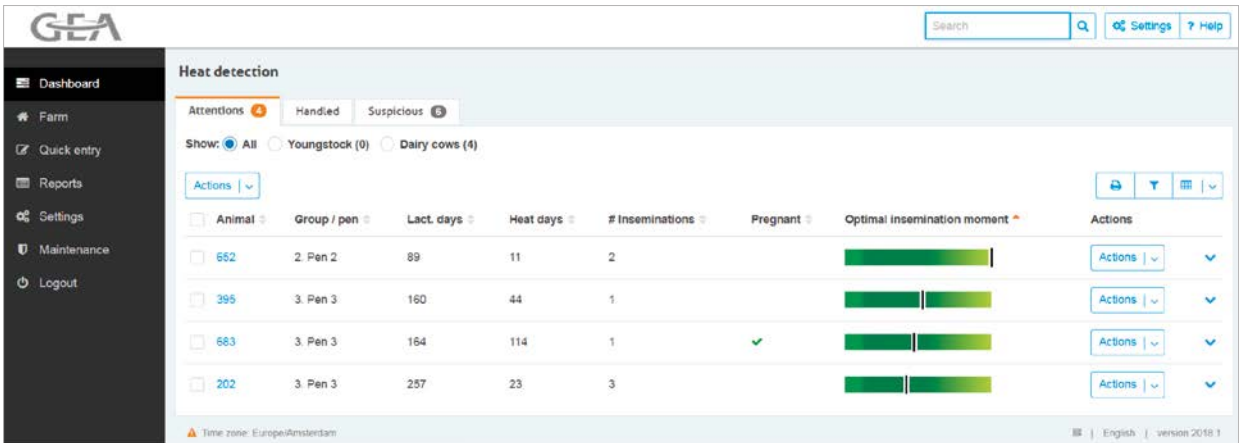 GEA
Search
Settings
? Help
Dashboard
Farm
Quick entry
Reports
Settings
Maintenance
Logout
Heat detection
Attentions 4
Handled
Suspicious 5
Show: All Youngstock (0) Dairy cows (4)
Actions
Animal Group / pen Lact. days Heat days # Inseminations Pregnant Optimal insemination moment Actions
652 2. Pen 2 89 11 2 Actions
395 3. Pen 3 160 44 1 Actions
683 3. Pen 3 164 114 1 Actions
202 3. Pen 3 257 23 3 Actions
Time zone: Europe/Amsterdam
English | version 2018.1